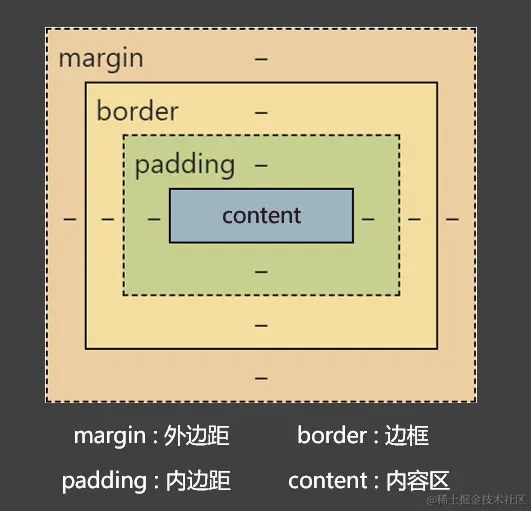 margin –
border –
padding –
– – – content – – –
–
–
–
margin : 外边距 border : 边框
padding : 内边距 content : 内容区
@稀土掘金技术社区